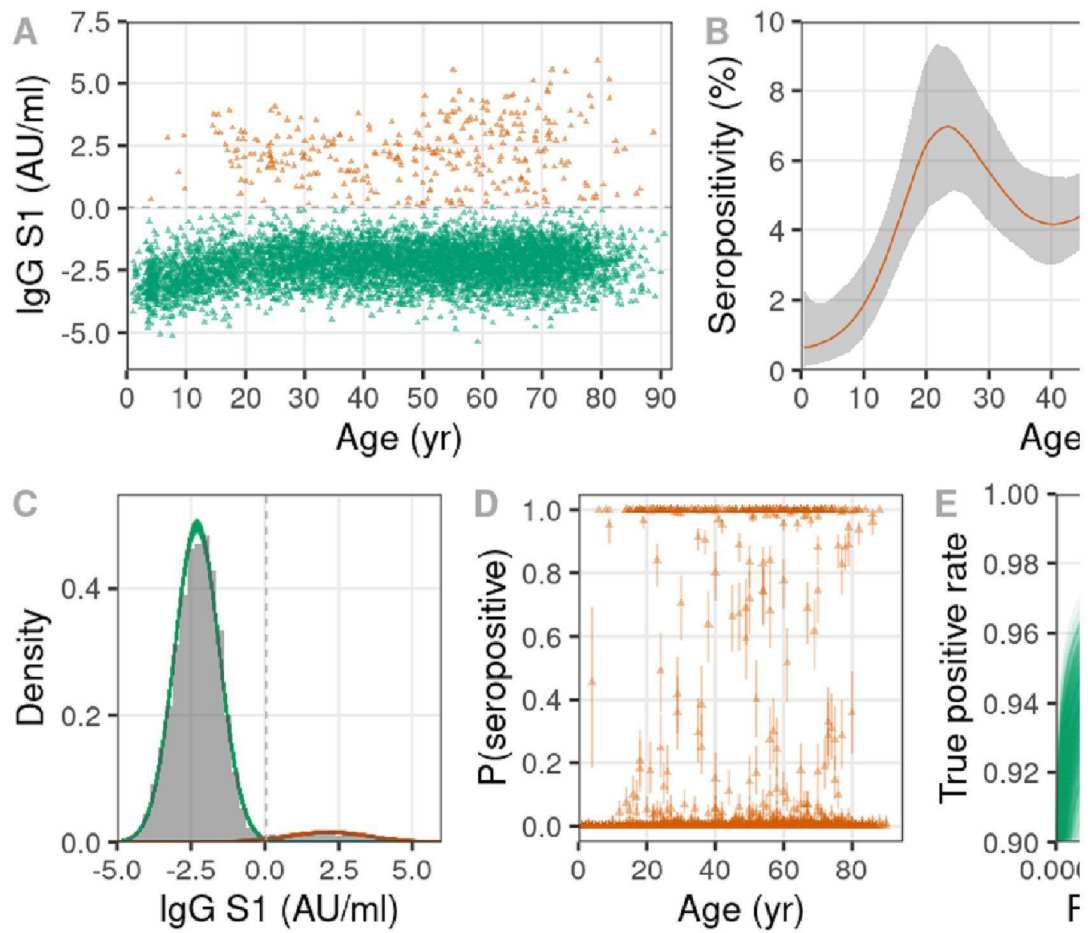 A
7.5
5.0
2.5
0.0
-2.5
-5.0
IgG S1 (AU/ml)
0 10 20 30 40 50 60 70 80 90
Age (yr)
B
10
8
6
4
2
0
Seropositivity (%)
0 10 20 30 40
Age
C
0.4
0.2
0.0
Density
-5.0 -2.5 0.0 2.5 5.0
IgG S1 (AU/ml)
D
1.0
0.8
0.6
0.4
0.2
0.0
P(seropositive)
0 20 40 60 80
Age (yr)
E
1.00
0.98
0.96
0.94
0.92
0.90
True positive rate